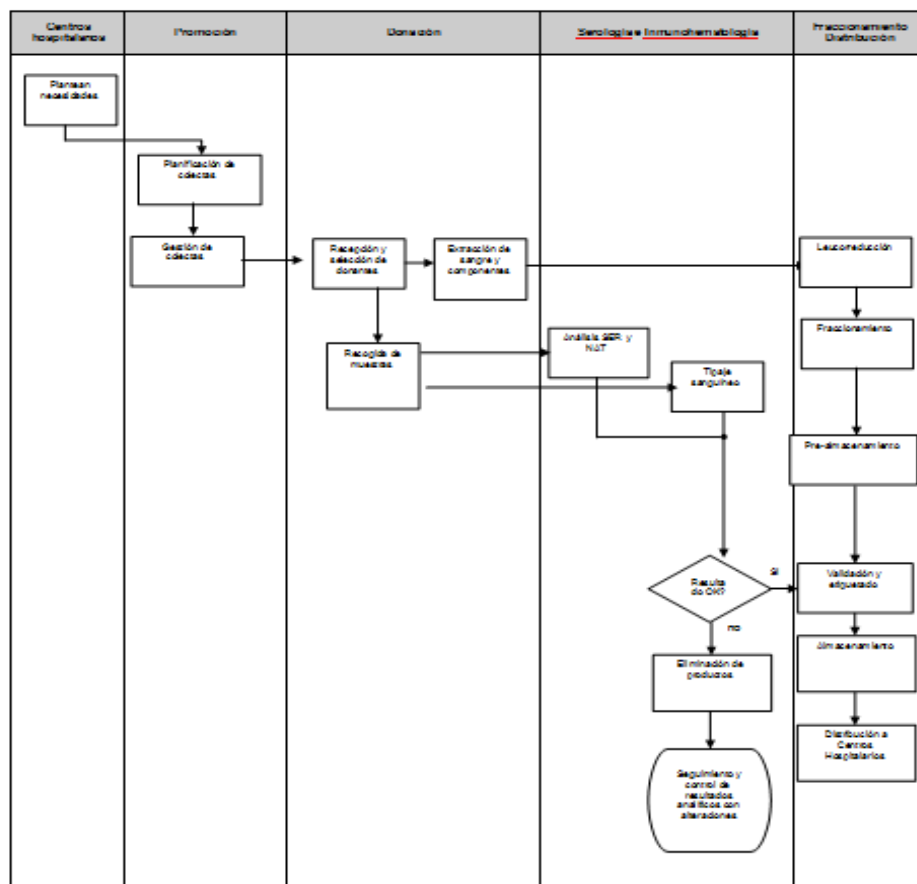 Centros
hospitalarios
Promoción
Donación
Serología e Inmunohematología
Fraccionamiento
Distribución
Plantean
necesidades
Planificación de
colectas
Gestión de
colectas
Recepción y
selección de
donantes
Extracción de
sangre y
componentes
Leucorreducción
Fraccionamiento
Recogida de
muestras
Análisis SER y
NAT
Tipaje
sanguíneo
Pre-almacenamiento
Resulta
do OK?
SI
no
Validación y
etiquetado
Eliminación de
productos
Almacenamiento
Distribución a
Centros
Hospitalarios
Seguimiento y
control de
resultados
analíticos con
alteraciones